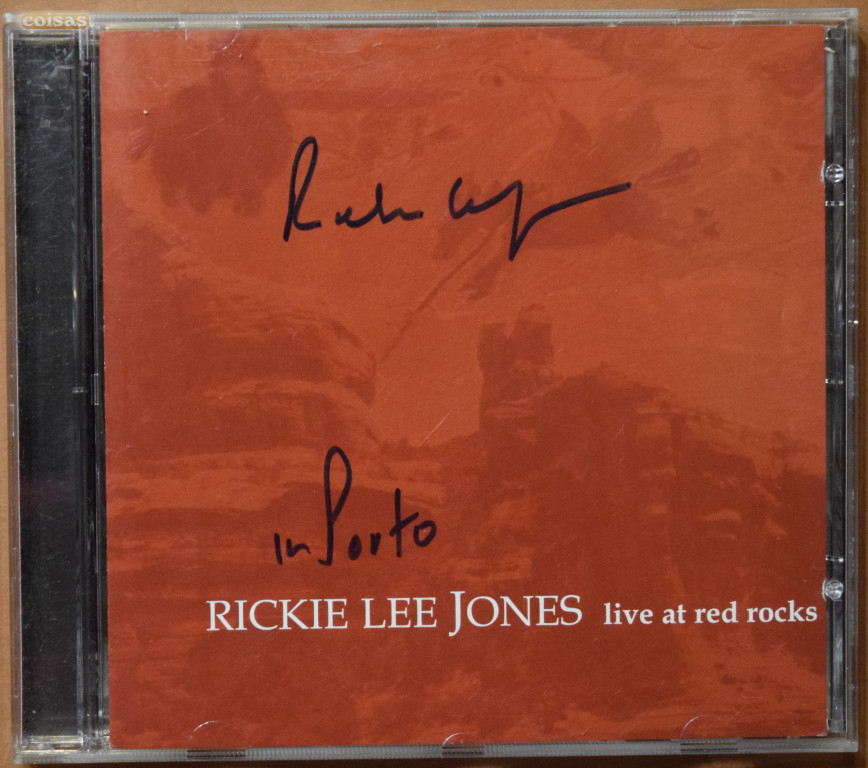 coisas
in Porto
RICKIE LEE JONES live at red rocks